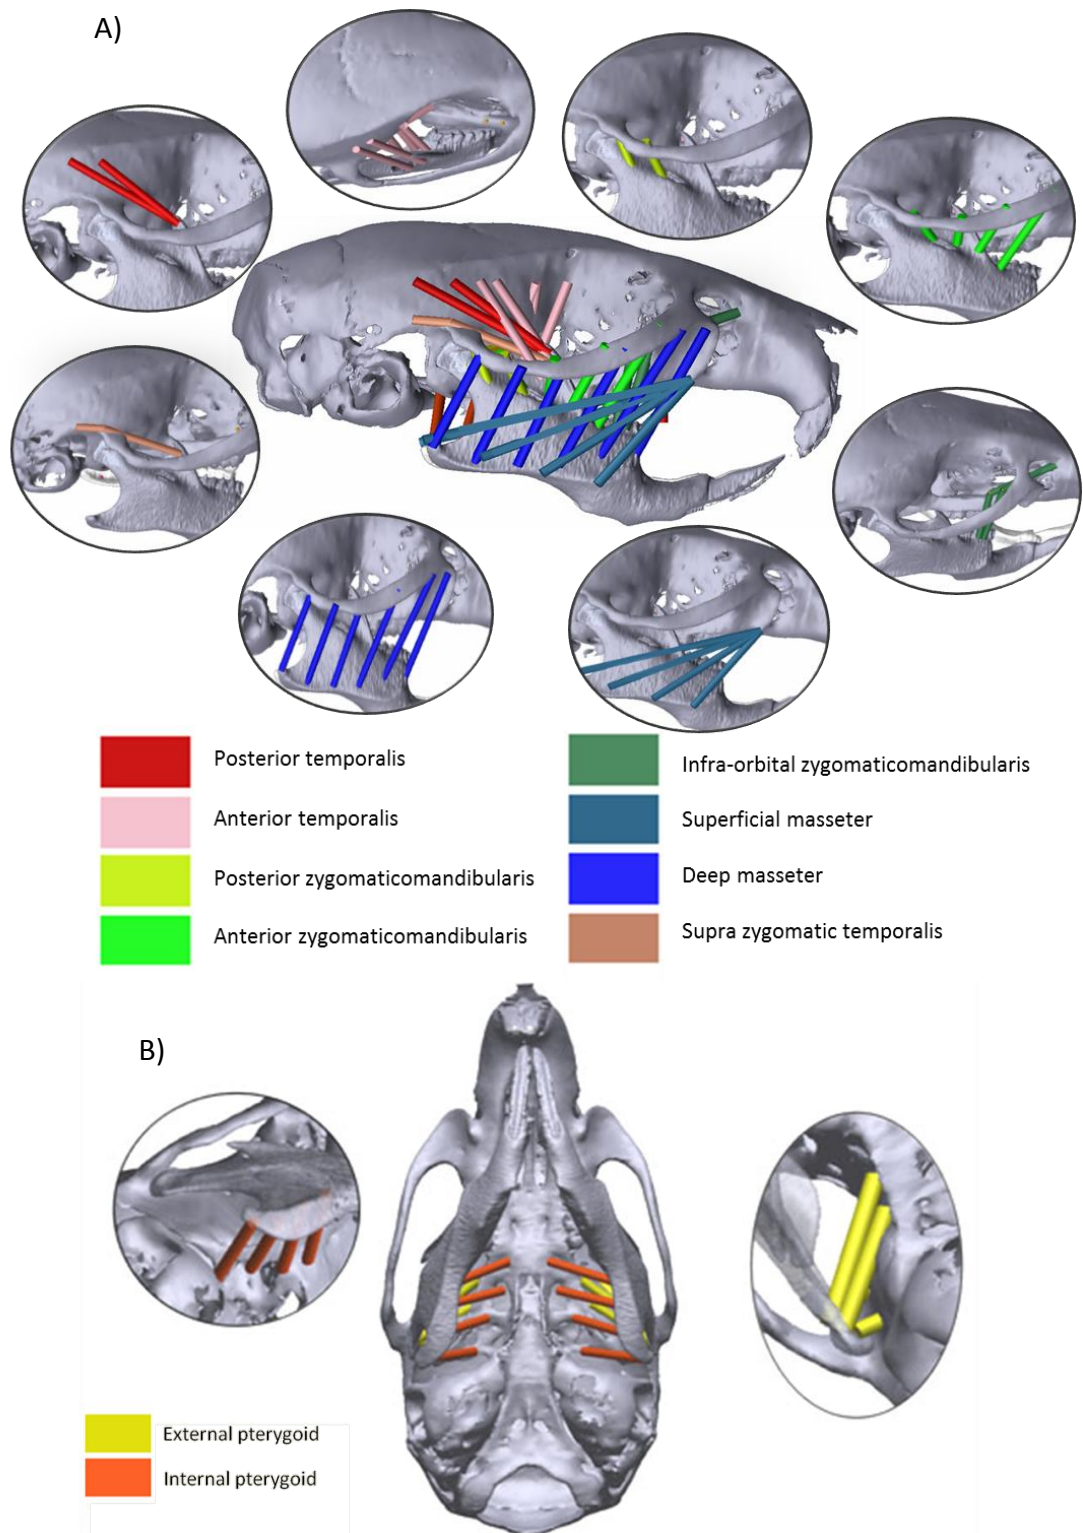 A)
Posterior temporalis
Anterior temporalis
Posterior zygomaticomandibularis
Anterior zygomaticomandibularis
Infra-orbital zygomaticomandibularis
Superficial masseter
Deep masseter
Supra zygomatic temporalis
B)
External pterygoid
Internal pterygoid